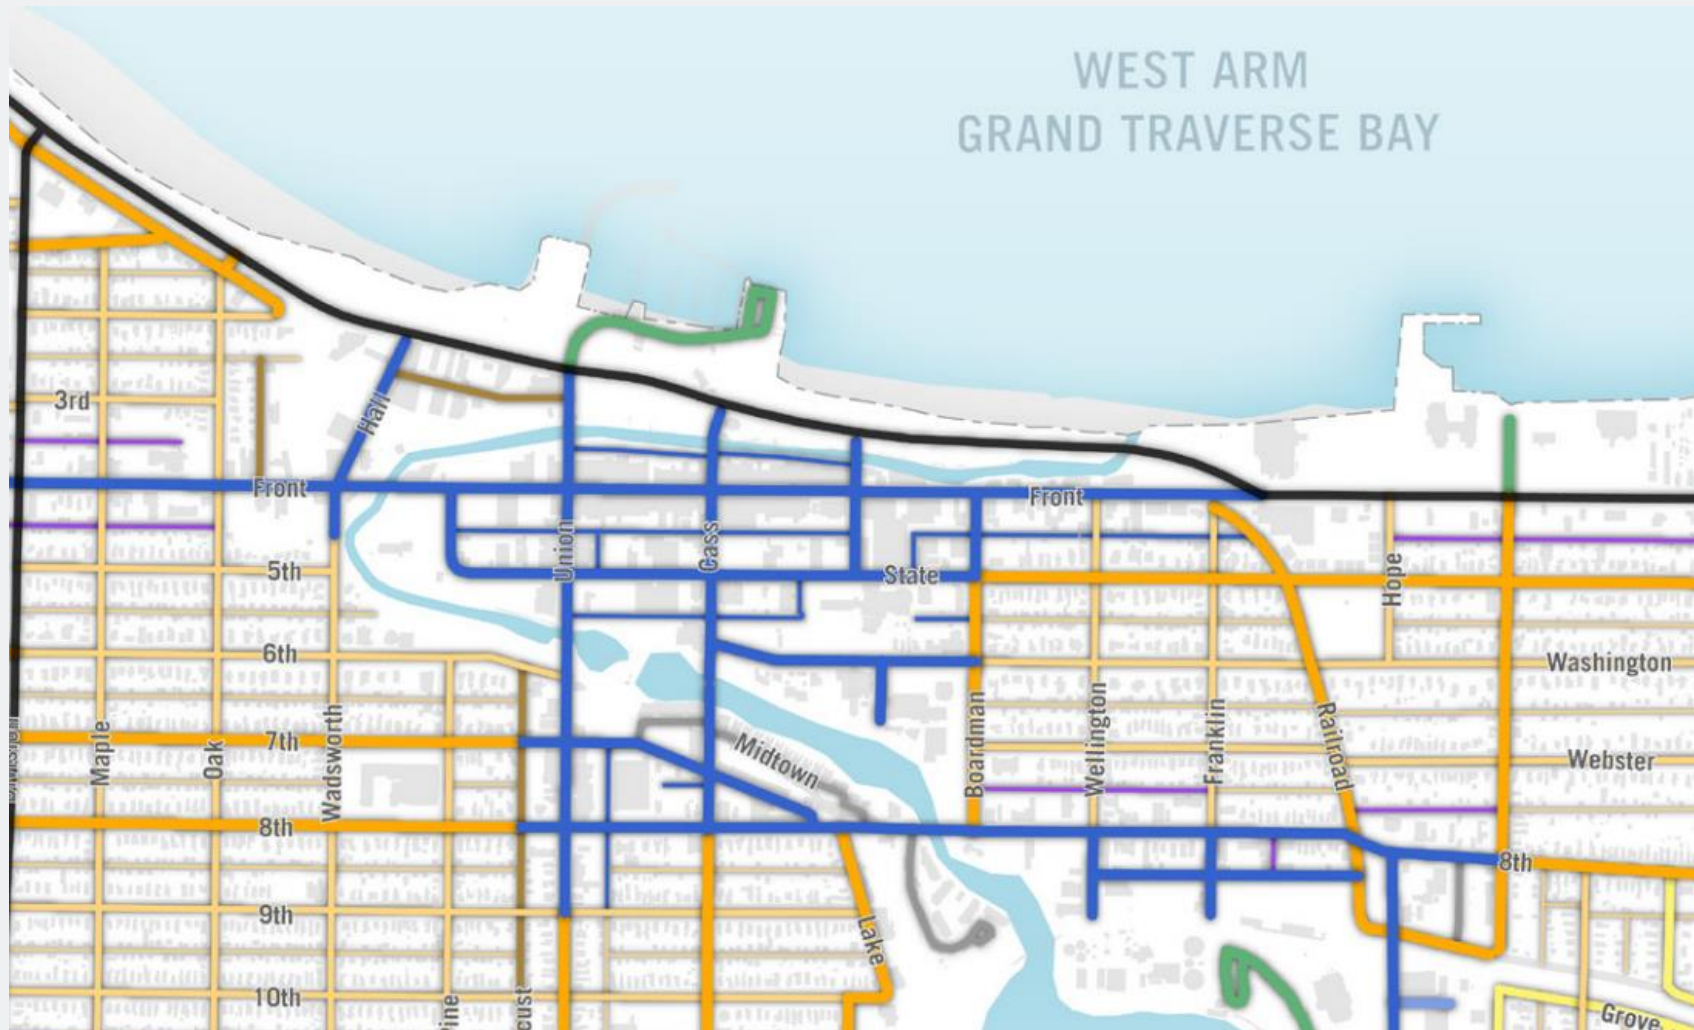 WEST ARM
GRAND TRAVERSE BAY
3rd
Hall
Front
Front
Union
Cass
5th
State
Hope
6th
Washington
Maple
Oak
Wadsworth
7th
Midtown
Boardman
Wellington
Franklin
Railroad
Webster
8th
8th
9th
Lake
10th
Grove